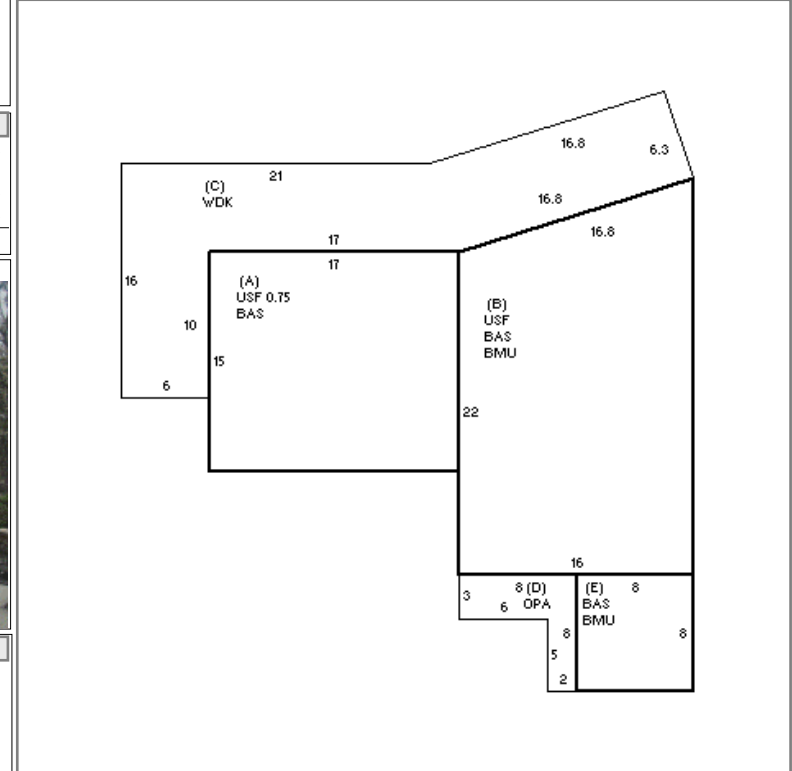 16.8
6.3
21
(C)
WDK
16.8
16.8
17
17
16
(A)
USF 0.75
BAS
10
15
(B)
USF
BAS
BMU
6
22
16
3
8 (D)
6 OPA
(E) 8
BAS
BMU
8
8
5
2